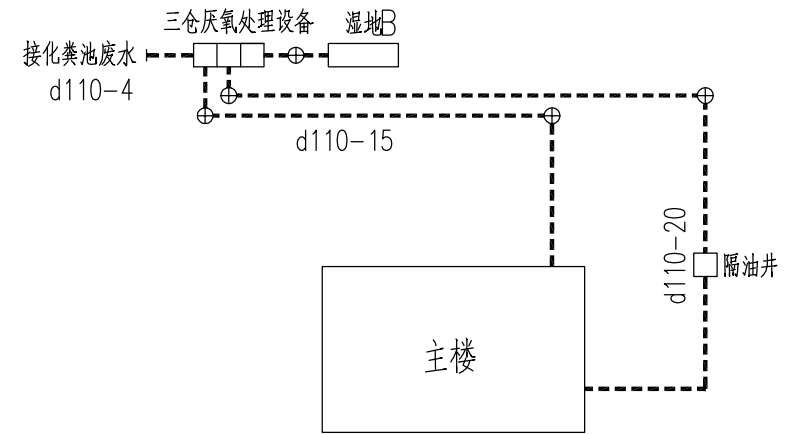 三仓厌氧处理设备
湿地B
接化粪池废水
d110-4
d110-15
d110-20
隔油井
主楼